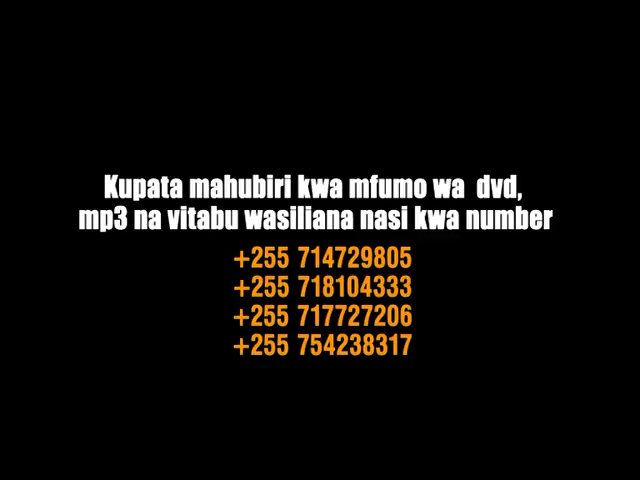 Kupata mahubiri kwa mfumo wa dvd,
mp3 na vitabu wasiliana nasi kwa number
+255 714729805
+255 718104333
+255 717727206
+255 754238317